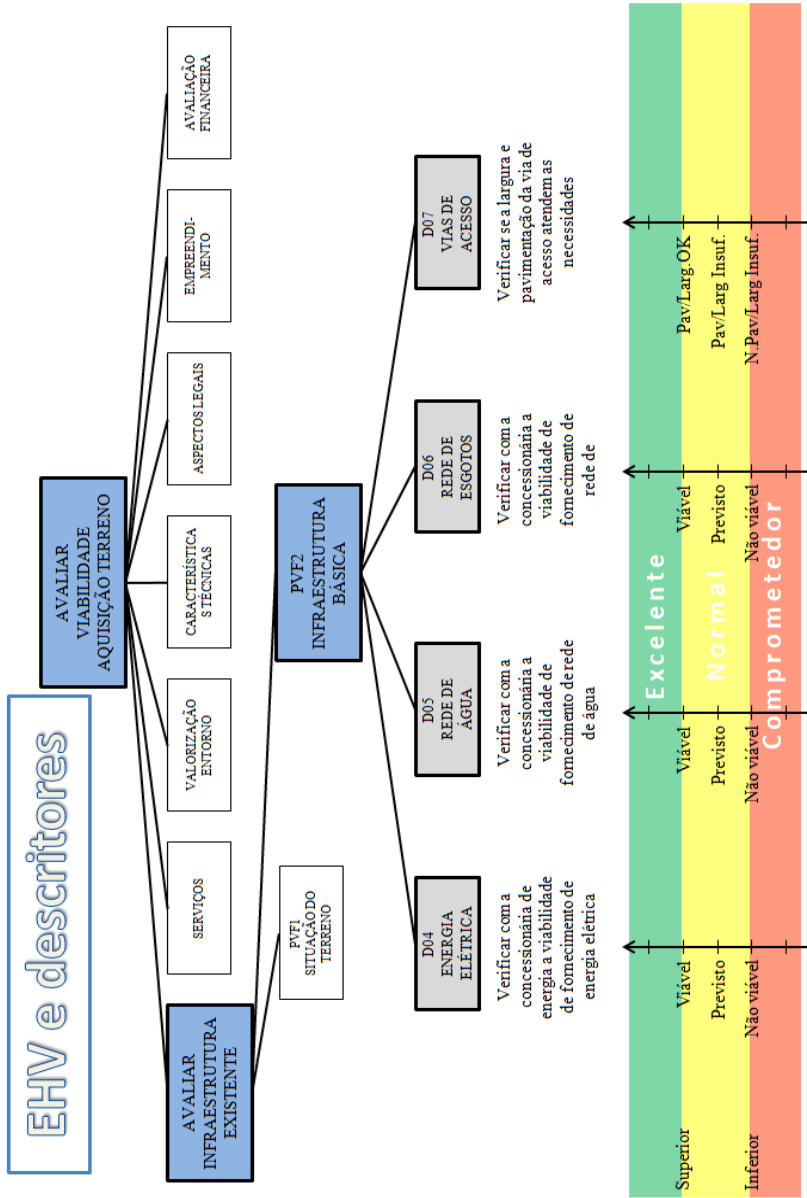 EHV e descritores
AVALIAR
VIABILIDADE
AQUISIÇÃO TERRENO
AVALIAR
INFRAESTRUTURA
EXISTENTE
SERVIÇOS
VALORIZAÇÃO
ENTORNO
CARACTERÍSTICA
S TÉCNICAS
ASPECTOS LEGAIS
EMPREENDI-
MENTO
AVALIAÇÃO
FINANCEIRA
PVF1
SITUAÇÃO DO
TERRENO
PVF2
INFRAESTRUTURA
BÁSICA
D04
ENERGIA
ELÉTRICA
Verificar com a
concessionária de
energia a viabilidade
de fornecimento de
energia elétrica
D05
REDE DE
ÁGUA
Verificar com a
concessionária a
viabilidade de
fornecimento de rede
de água
D06
REDE DE
ESGOTOS
Verificar com a
concessionária a
viabilidade de
fornecimento de
rede de
D07
VIAS DE
ACESSO
Verificar se a largura e
pavimentação da via de
acesso atendem as
necessidades
Excelente
Superior
Viável
Viável
Viável
Pav/Larg.OK
Normal
Previsto
Previsto
Previsto
Pav/Larg Insuf.
Inferior
Não viável
Não viável
Não viável
N.Pav/Larg Insuf.
Comprometedor